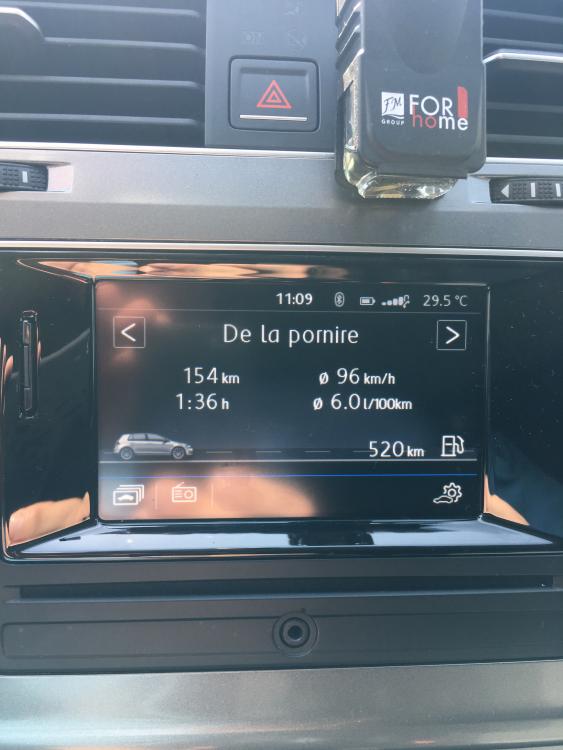 FM
GROUP
FOR
home
11:09 29.5 °C
De la pornire
154 km ø 96 km/h
1:36 h ø 6.0 l/100km
520 km